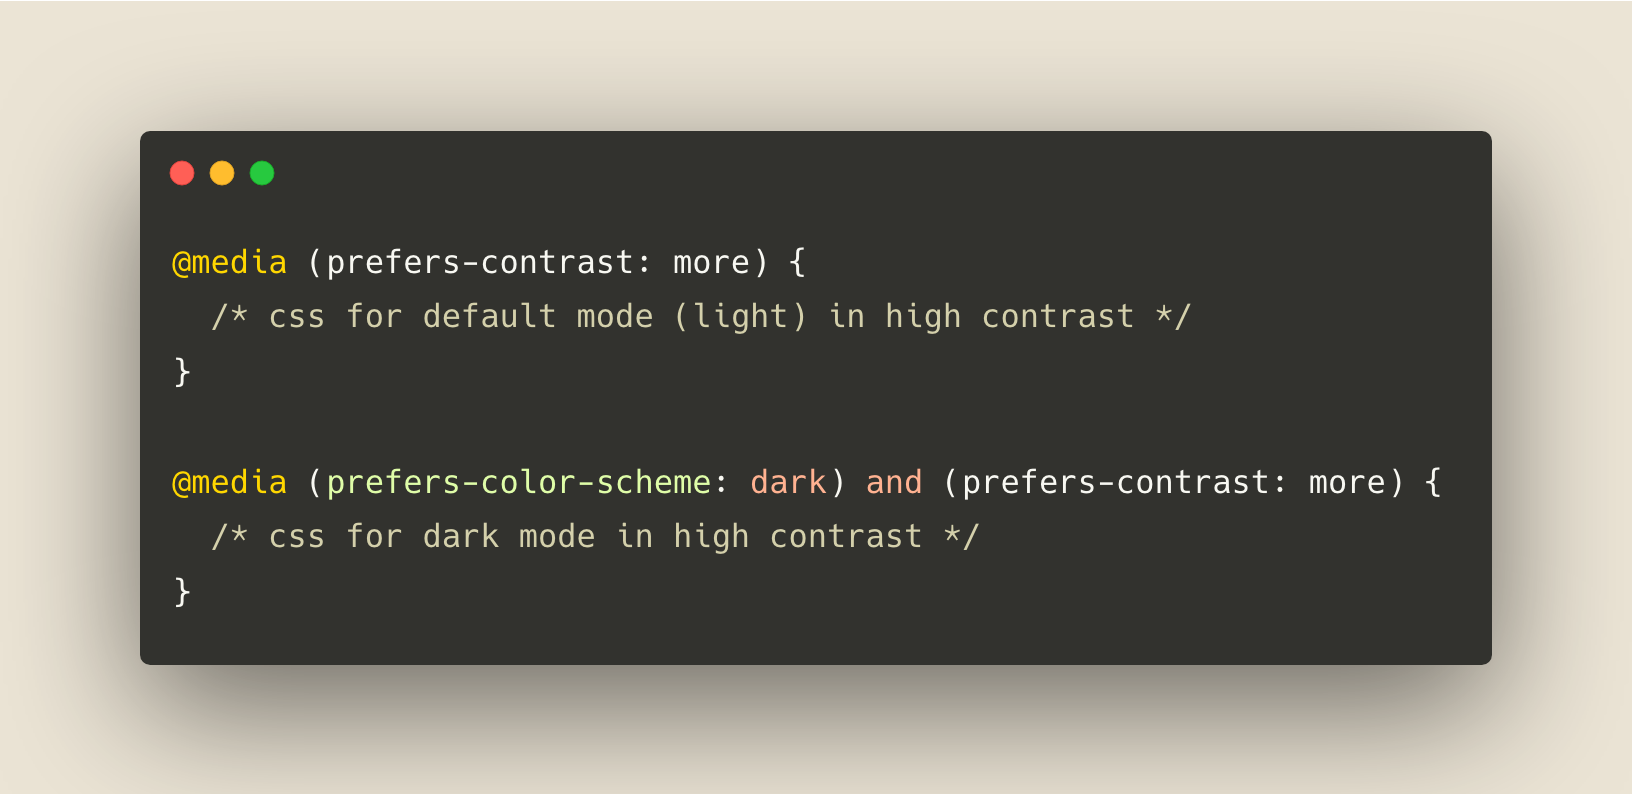 @media (prefers-contrast: more) {
  /* css for default mode (light) in high contrast */
}

@media (prefers-color-scheme: dark) and (prefers-contrast: more) {
  /* css for dark mode in high contrast */
}